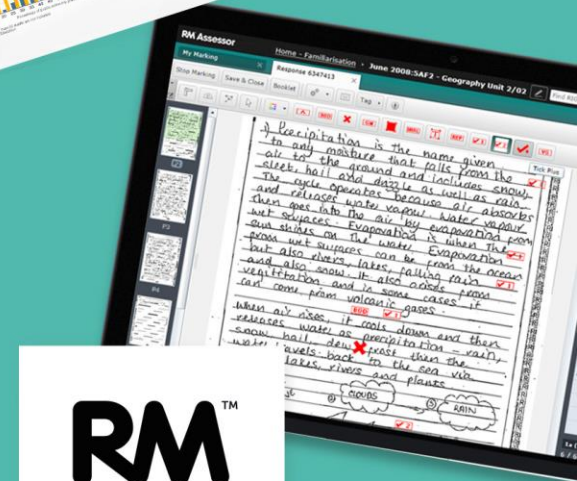 RM Assessor
My Marking
Home - Familiarisation
June 2008:5AF2 - Geography Unit 2/02
Find
Response 6347413
Stop Marking
Save & Close
Booklet
Tag
Tick Plus
i) Precipitation is the name given
to any moisture that falls from the
air to the ground and includes snow,
sleet, hail and drizzle as well as rain.
The cycle operates because air absorbs
and releases water vapour. Water vapour
then goes into the air by evaporation from
wet surfaces. Evaporation is when the
sun shines on the water. Evaporation
from wet surfaces can be from the ocean
but also rivers, lakes, falling rain
and also snow. It also arises from
vegitation and in some cases it
can come from volcanic gases.
When air rises, it cools down and then
releases water as precipitation - rain,
snow, hail, dew, frost then the
water travels back to the sea via
lakes, rivers and plants.
CLOUDS
RAIN
P3
P4
RM™